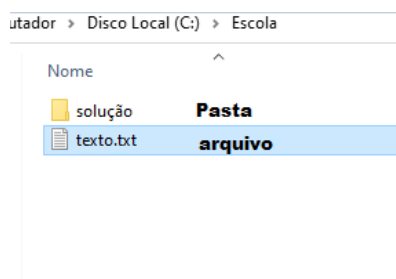 utador > Disco Local (C:) > Escola
Nome
solução Pasta
texto.txt arquivo